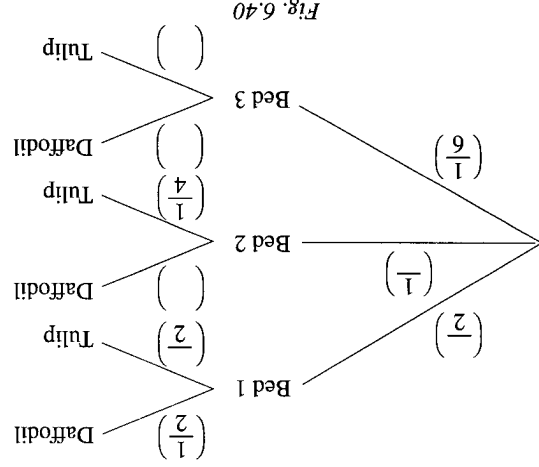 Daffodil
(1/2)
Bed 1
(—/2)
(—/2)
Tulip
(1/—)
( )
Daffodil
Bed 2
(1/4)
Tulip
(1/6)
( )
Daffodil
Bed 3
( )
Tulip
Fig. 6.40